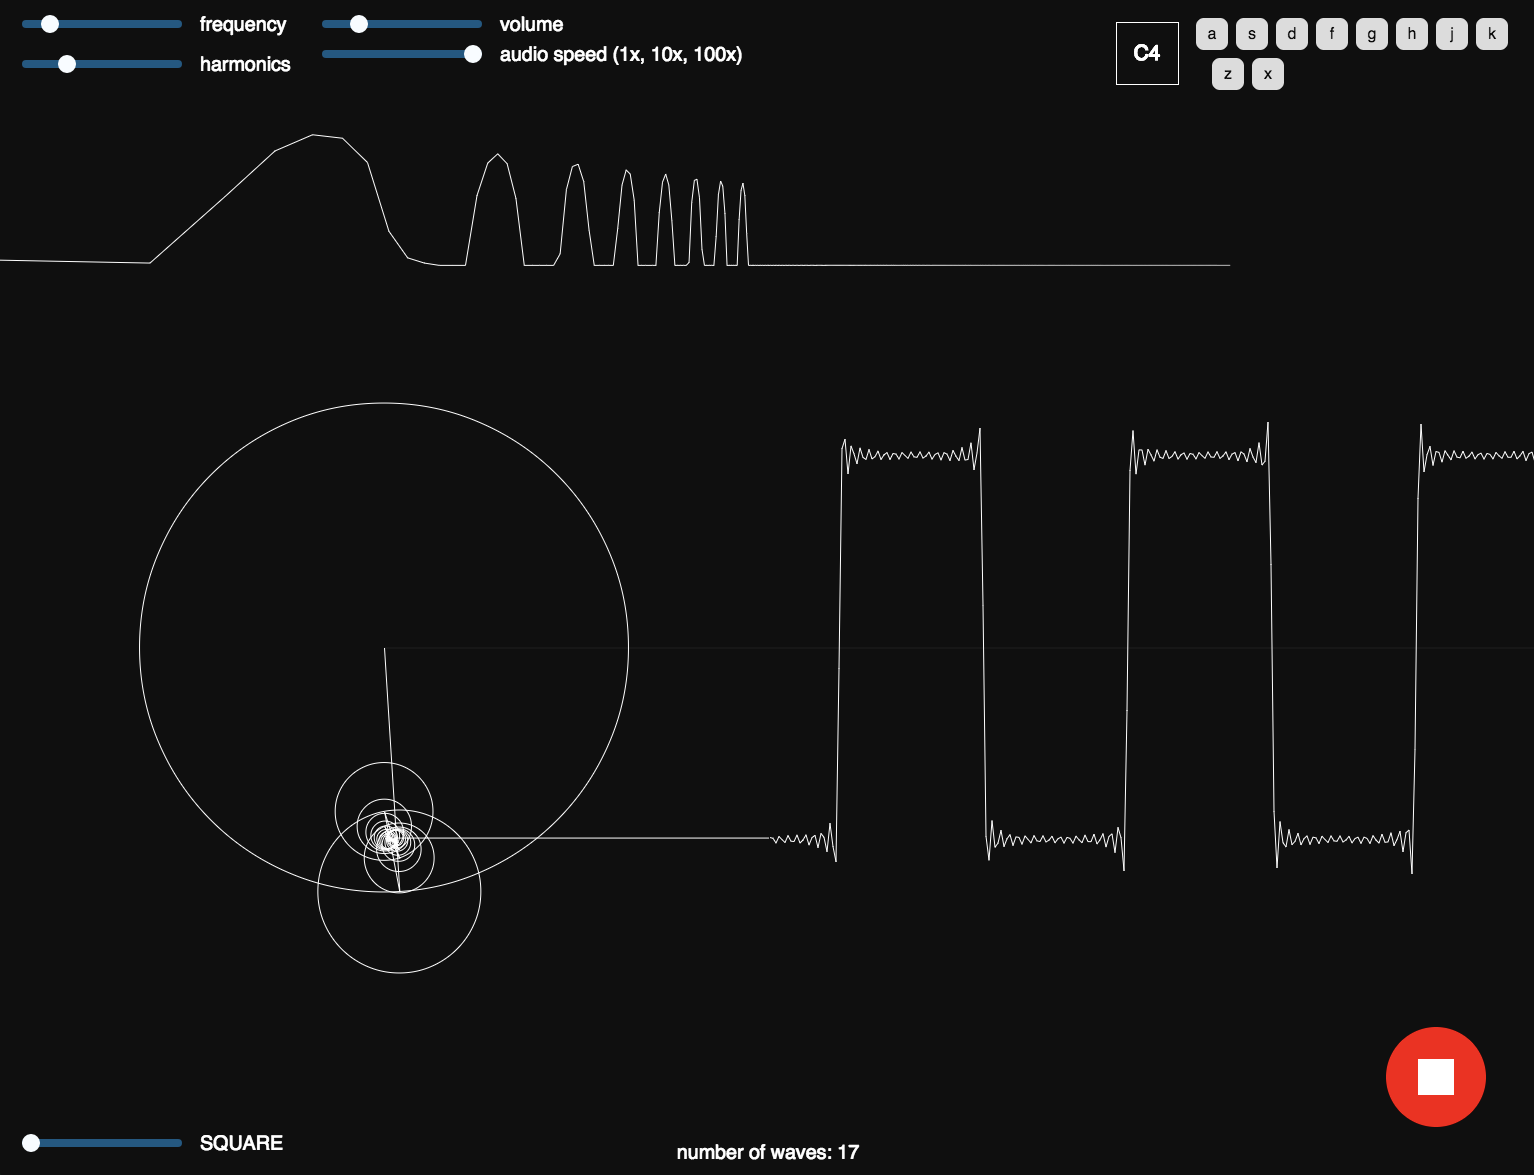 frequency
volume
harmonics
audio speed (1x, 10x, 100x)
C4
a s d f g h j k
z x
SQUARE
number of waves: 17